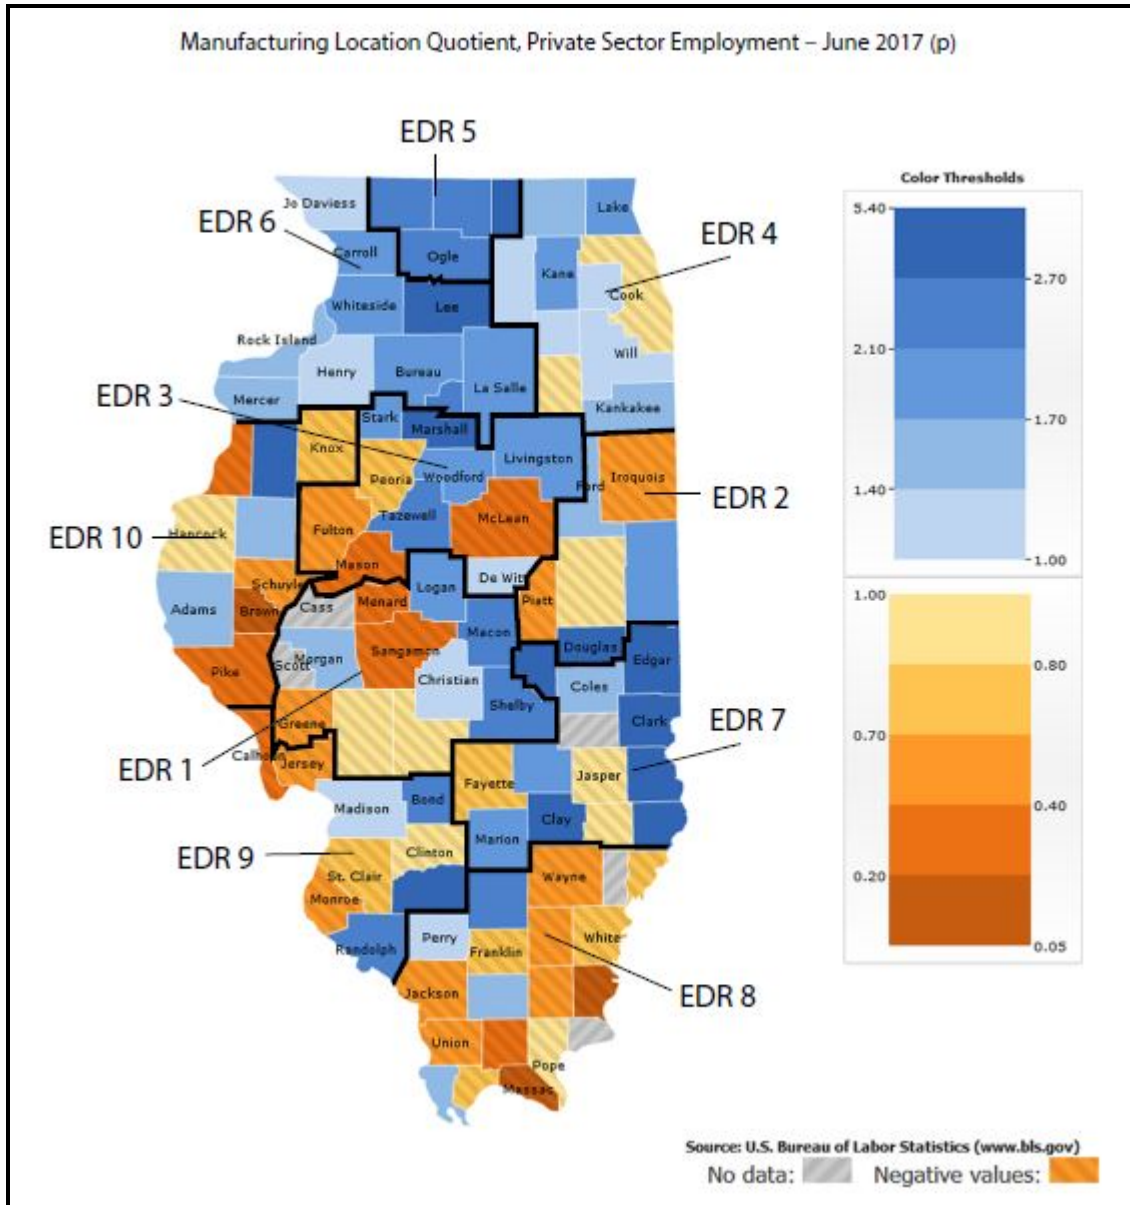 Manufacturing Location Quotient, Private Sector Employment – June 2017 (p)
EDR 5
Color Thresholds
Jo Daviess
Lake
5.40
EDR 6
EDR 4
Carroll
Ogle
Kane
2.70
Cook
Whiteside
Lee
Rock Island
2.10
Will
Henry
Bureau
La Salle
EDR 3
Mercer
Kankakee
Stark
1.70
Marshall
Knox
Livingston
Peoria
Woodford
Ford
Iroquois
1.40
EDR 2
Tazewell
McLean
Fulton
EDR 10
Hancock
1.00
Mason
De Witt
Schuyle
Logan
1.00
Adams
Brown
Cass
Menard
Piatt
Macon
Douglas
Sangamon
Morgan
Edgar
0.80
Scott
Pike
Christian
Coles
Shelby
Greene
Clark
EDR 7
0.70
Calhoun
EDR 1
Jersey
Jasper
Fayette
Madison
Bond
0.40
Clay
Marion
EDR 9
Clinton
St. Clair
Wayne
0.20
Monroe
Perry
White
Randolph
Franklin
0.05
Jackson
EDR 8
Union
Pope
Massac
Source: U.S. Bureau of Labor Statistics (www.bls.gov)
No data: Negative values: